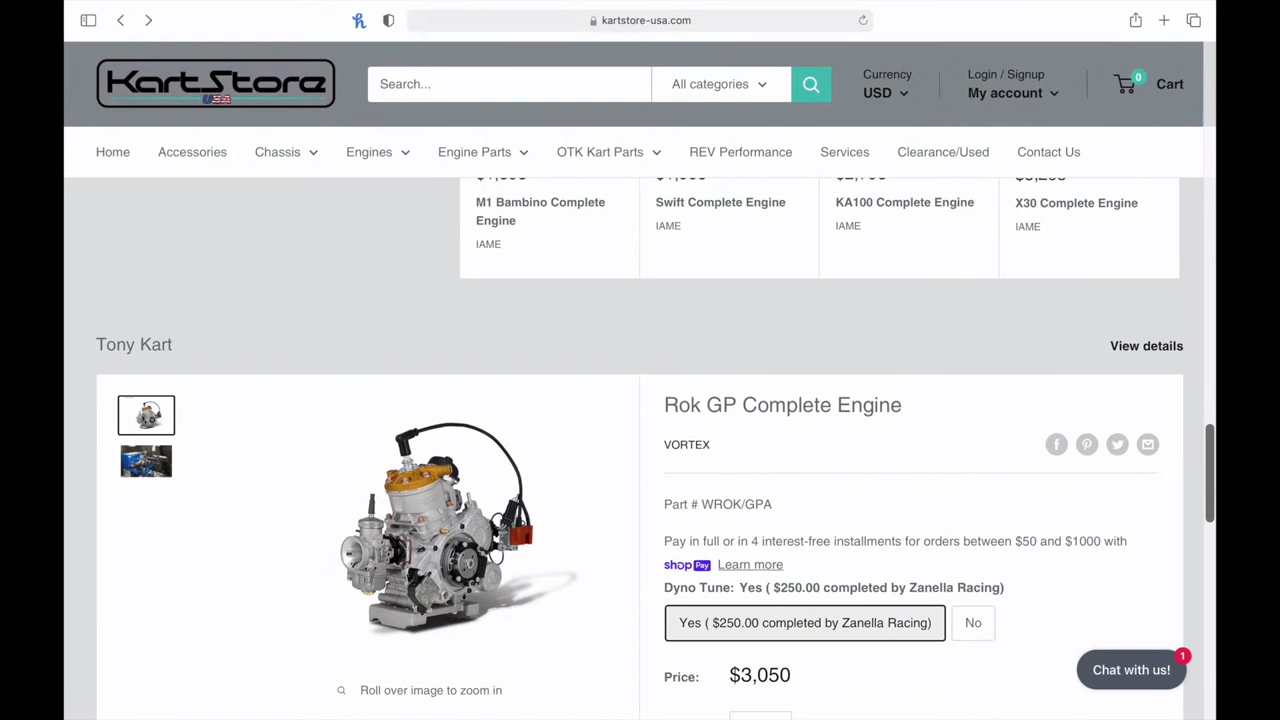 kartstore-usa.com
KartStore
USA
Search...
All categories
Currency
USD
Login / Signup
My account
0
Cart
Home
Accessories
Chassis
Engines
Engine Parts
OTK Kart Parts
REV Performance
Services
Clearance/Used
Contact Us
M1 Bambino Complete
Engine
IAME
Swift Complete Engine
IAME
KA100 Complete Engine
IAME
X30 Complete Engine
IAME
Tony Kart
View details
Rok GP Complete Engine
VORTEX
Part # WROK/GPA
Pay in full or in 4 interest-free installments for orders between $50 and $1000 with
shop Pay Learn more
Dyno Tune: Yes ( $250.00 completed by Zanella Racing)
Yes ( $250.00 completed by Zanella Racing)
No
Price:
$3,050
Roll over image to zoom in
Chat with us!
1